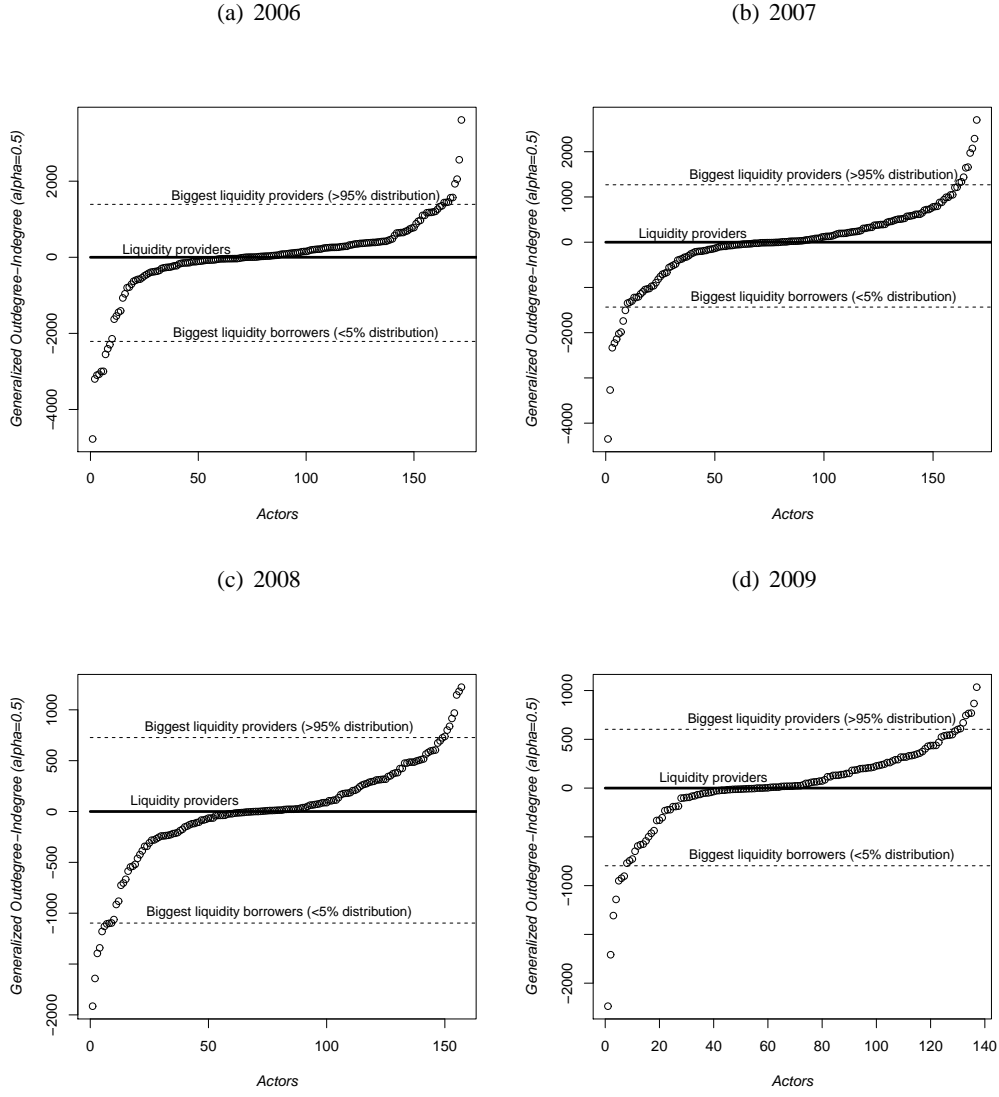 (a) 2006
Generalized Outdegree−Indegree (alpha=0.5)
2000
0
−2000
−4000
Biggest liquidity providers (>95% distribution)
Liquidity providers
Biggest liquidity borrowers (<5% distribution)
0 50 100 150
Actors
(b) 2007
Generalized Outdegree−Indegree (alpha=0.5)
2000
1000
0
−1000
−2000
−4000
Biggest liquidity providers (>95% distribution)
Liquidity providers
Biggest liquidity borrowers (<5% distribution)
0 50 100 150
Actors
(c) 2008
Generalized Outdegree−Indegree (alpha=0.5)
1000
500
0
−500
−1000
−2000
Biggest liquidity providers (>95% distribution)
Liquidity providers
Biggest liquidity borrowers (<5% distribution)
0 50 100 150
Actors
(d) 2009
Generalized Outdegree−Indegree (alpha=0.5)
1000
500
0
−500
−1000
−2000
Biggest liquidity providers (>95% distribution)
Liquidity providers
Biggest liquidity borrowers (<5% distribution)
0 20 40 60 80 100 120 140
Actors